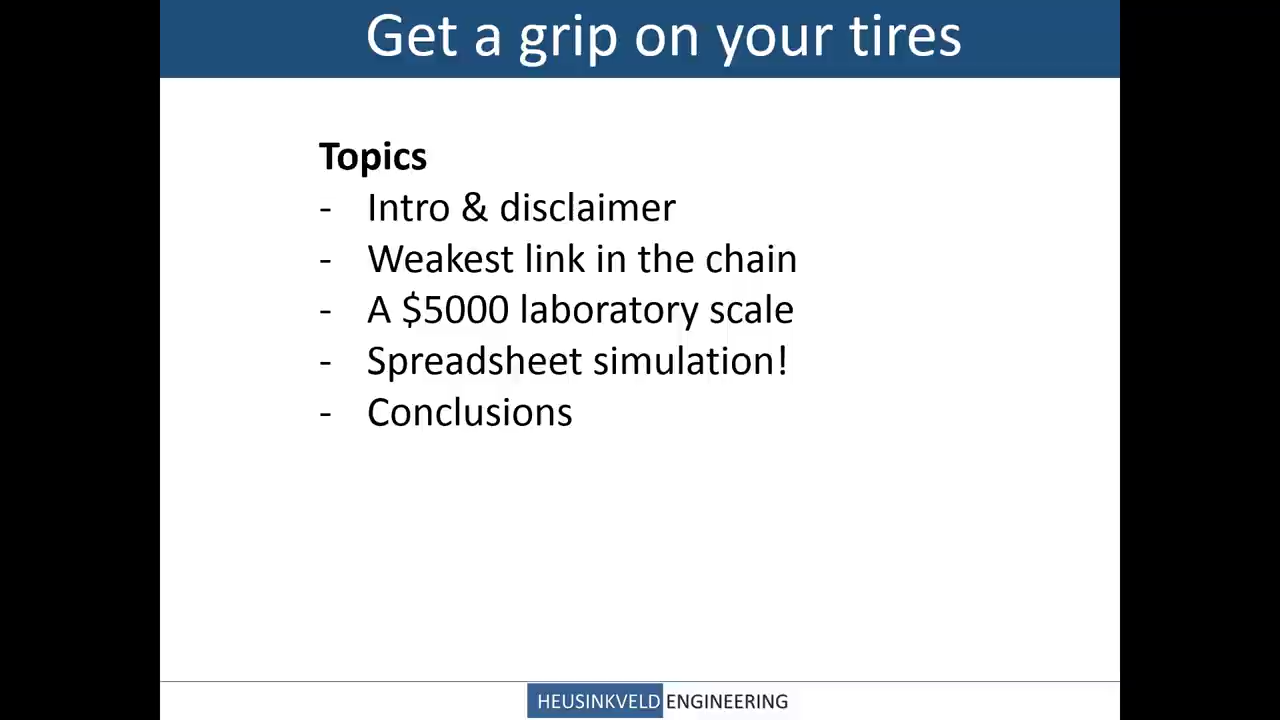 Get a grip on your tires
Topics
- Intro & disclaimer
- Weakest link in the chain
- A $5000 laboratory scale
- Spreadsheet simulation!
- Conclusions
HEUSINKVELD ENGINEERING